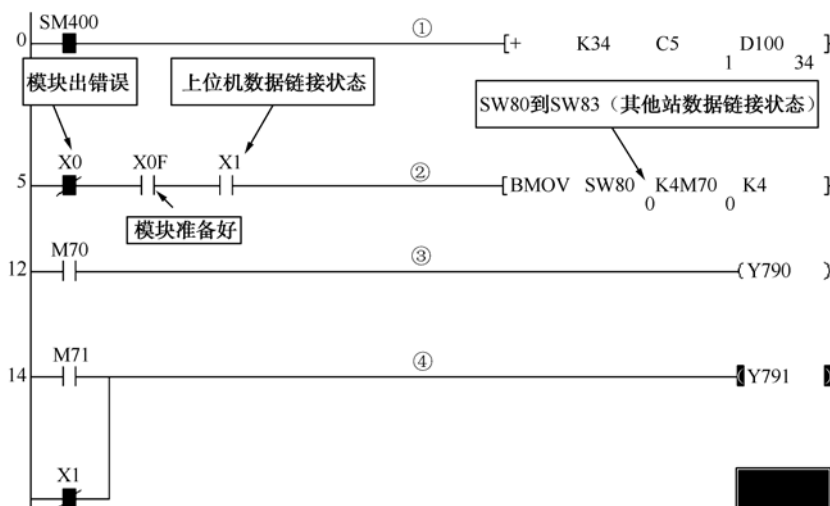 SM400 ①
0 [+ K34 C5 D100 ]
1 34
模块出错误 上位机数据链接状态
SW80到SW83（其他站数据链接状态）
X0 X0F X1
5 ② [BMOV SW80 K4M70 K4 ]
0 0
模块准备好
M70 ③
12 ( Y790 )
M71 ④
14 ( Y791 )
X1